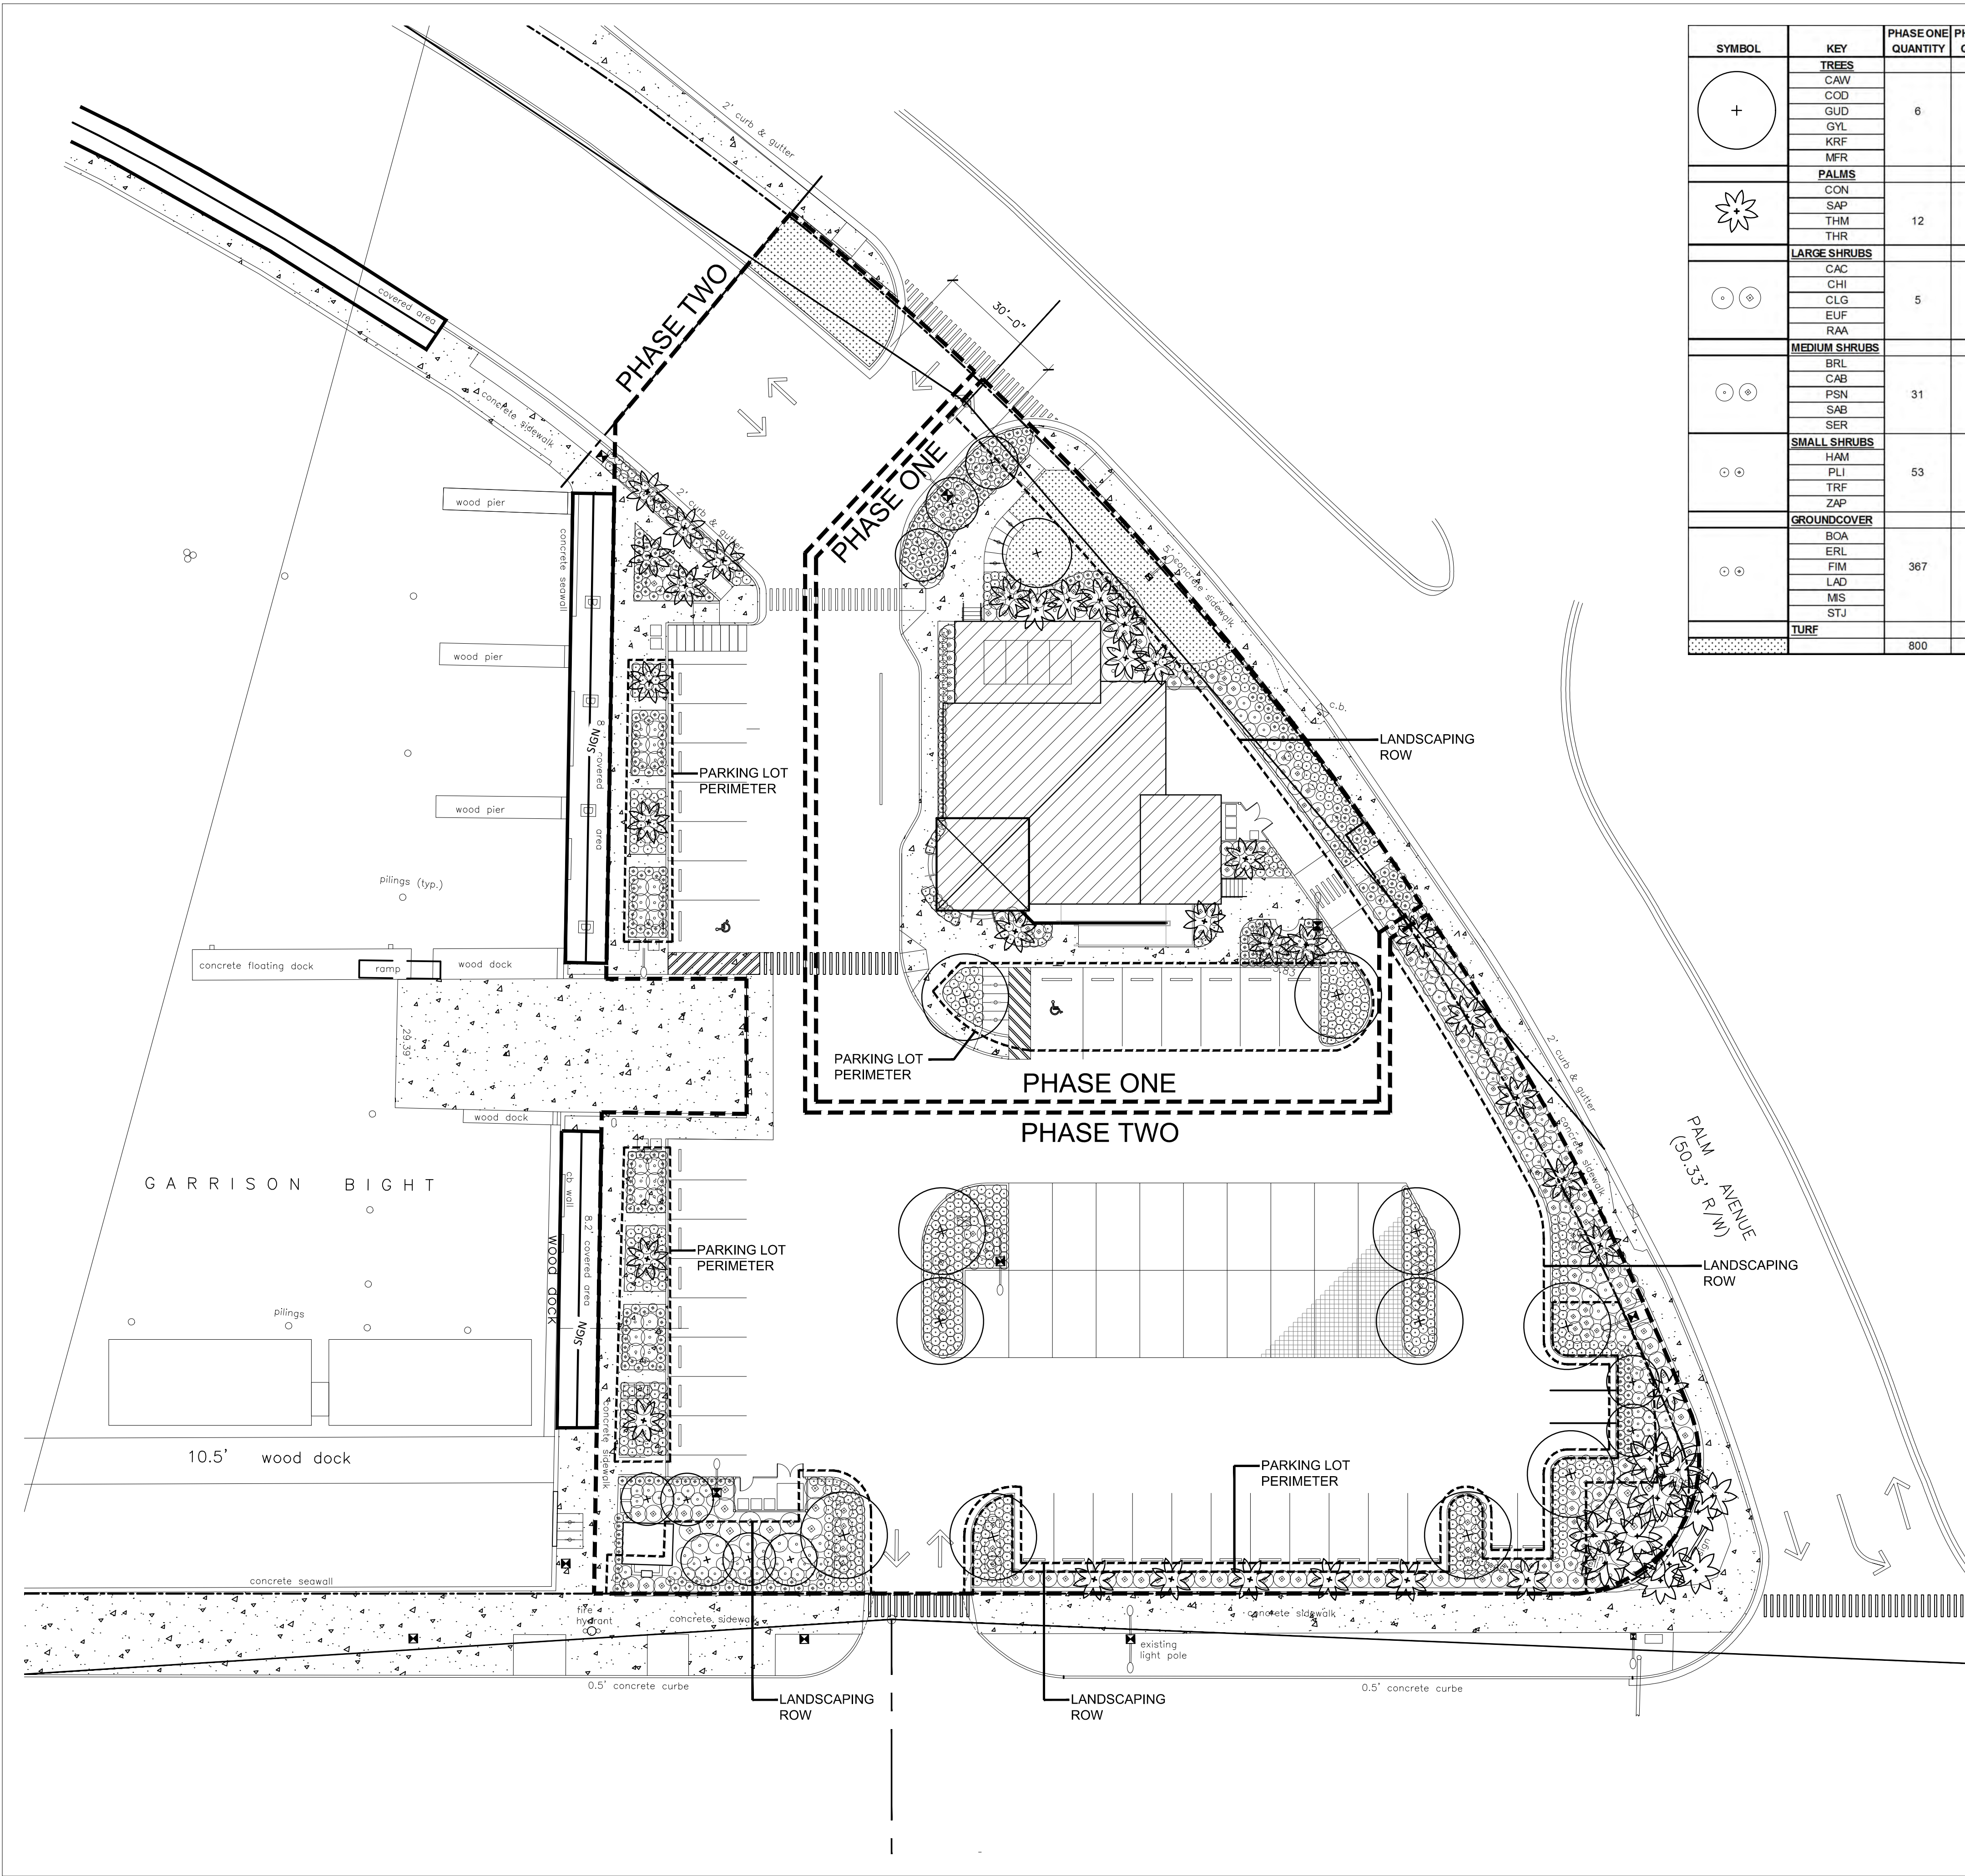 SYMBOL KEY PHASE ONE QUANTITY
TREES
CAW
COD
GUD 6
GYL
KRF
MFR
PALMS
CON
SAP
THM 12
THR
LARGE SHRUBS
CAC
CHI
CLG 5
EUF
RAA
MEDIUM SHRUBS
BRL
CAB
PSN 31
SAB
SER
SMALL SHRUBS
HAM
PLI 53
TRF
ZAP
GROUNDCOVER
BOA
ERL
FIM 367
LAD
MIS
STJ
TURF
800
2' curb & gutter
covered area
PHASE TWO
30'-0"
concrete sidewalk
PHASE ONE
wood pier
2' curb & gutter
concrete seawall
5' concrete sidewalk
wood pier
c.b.
SIGN
covered area
LANDSCAPING
ROW
PARKING LOT
PERIMETER
wood pier
pilings (typ.)
concrete floating dock
ramp
wood dock
29.39
PARKING LOT
PERIMETER
PHASE ONE
PHASE TWO
wood dock
2' curb & gutter
concrete sidewalk
PALM AVENUE
(50.33' R/W)
GARRISON BIGHT
cb wall
8.2' covered area
SIGN
wood dock
PARKING LOT
PERIMETER
LANDSCAPING
ROW
pilings
concrete sidewalk
10.5' wood dock
PARKING LOT
PERIMETER
concrete seawall
fire
hydrant
concrete sidewalk
concrete sidewalk
existing
light pole
0.5' concrete curbe
0.5' concrete curbe
LANDSCAPING
ROW
LANDSCAPING
ROW